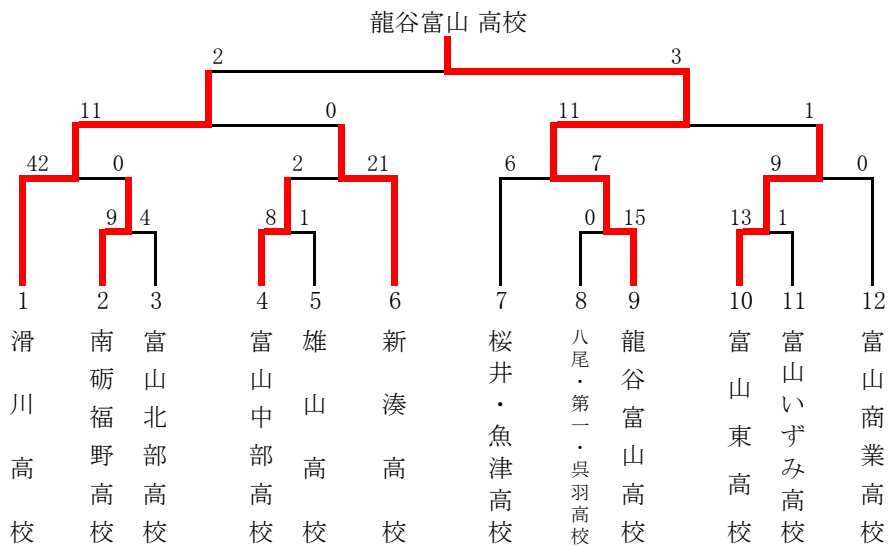 龍谷富山 高校
2 3
11 0 11 1
42 0 2 21 6 7 9 0
9 4 8 1 0 15 13 1
1 2 3 4 5 6 7 8 9 10 11 12
滑川高校
南砺福野高校
富山北部高校
富山中部高校
雄山高校
新湊高校
桜井・魚津高校
八尾・第一・呉羽高校
龍谷富山高校
富山東高校
富山いずみ高校
富山商業高校